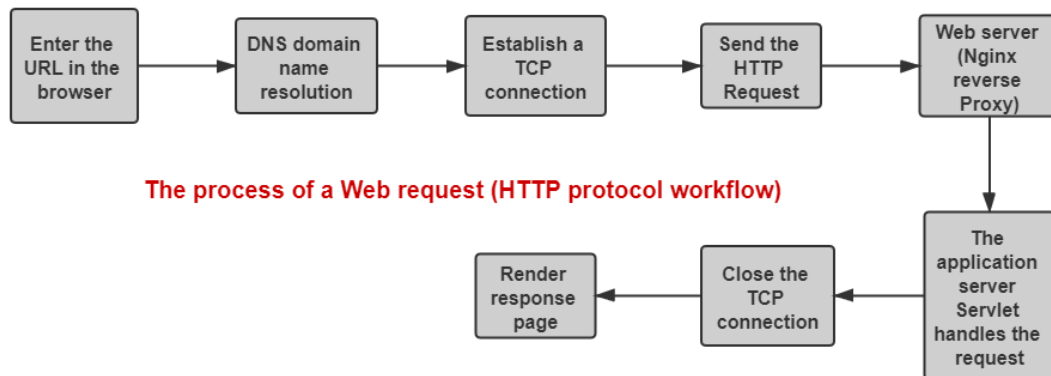 Enter the
URL in the
browser
DNS domain
name
resolution
Establish a
TCP
connection
Send the
HTTP
Request
Web server
(Nginx
reverse
Proxy)
The process of a Web request (HTTP protocol workflow)
The
application
server
Servlet
handles the
request
Close the
TCP
connection
Render
response
page